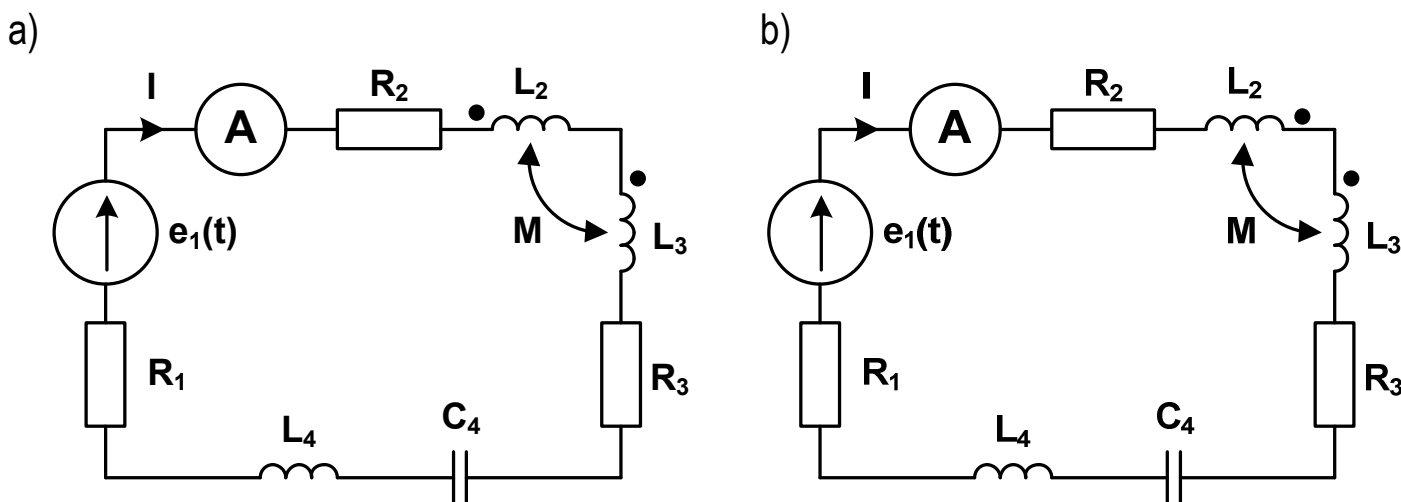 a)
I
A
R₂
L₂
e₁(t)
M
L₃
R₁
R₃
L₄
C₄
b)
I
A
R₂
L₂
e₁(t)
M
L₃
R₁
R₃
L₄
C₄